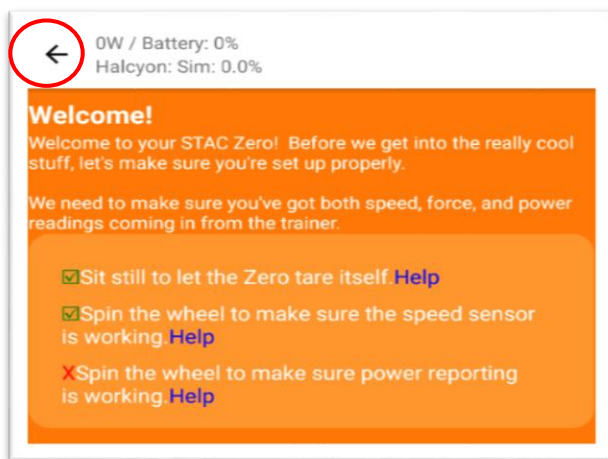 0W / Battery: 0%
Halcyon: Sim: 0.0%
Welcome!
Welcome to your STAC Zero! Before we get into the really cool
stuff, let's make sure you're set up properly.
We need to make sure you've got both speed, force, and power
readings coming in from the trainer.
☑Sit still to let the Zero tare itself.Help
☑Spin the wheel to make sure the speed sensor
is working.Help
XSpin the wheel to make sure power reporting
is working.Help